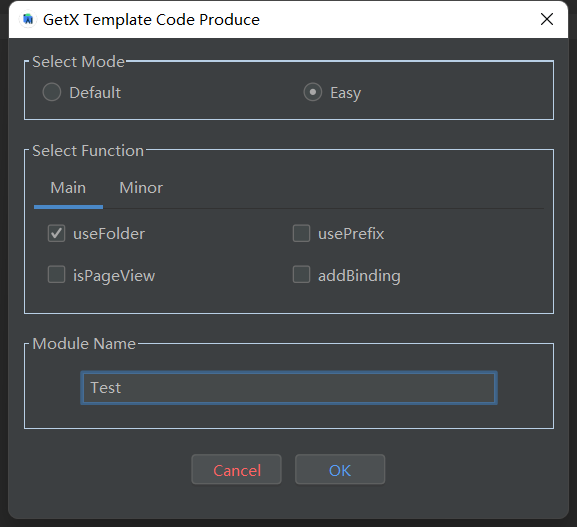 GetX Template Code Produce
Select Mode
Default Easy
Select Function
Main Minor
useFolder usePrefix
isPageView addBinding
Module Name
Test
Cancel OK